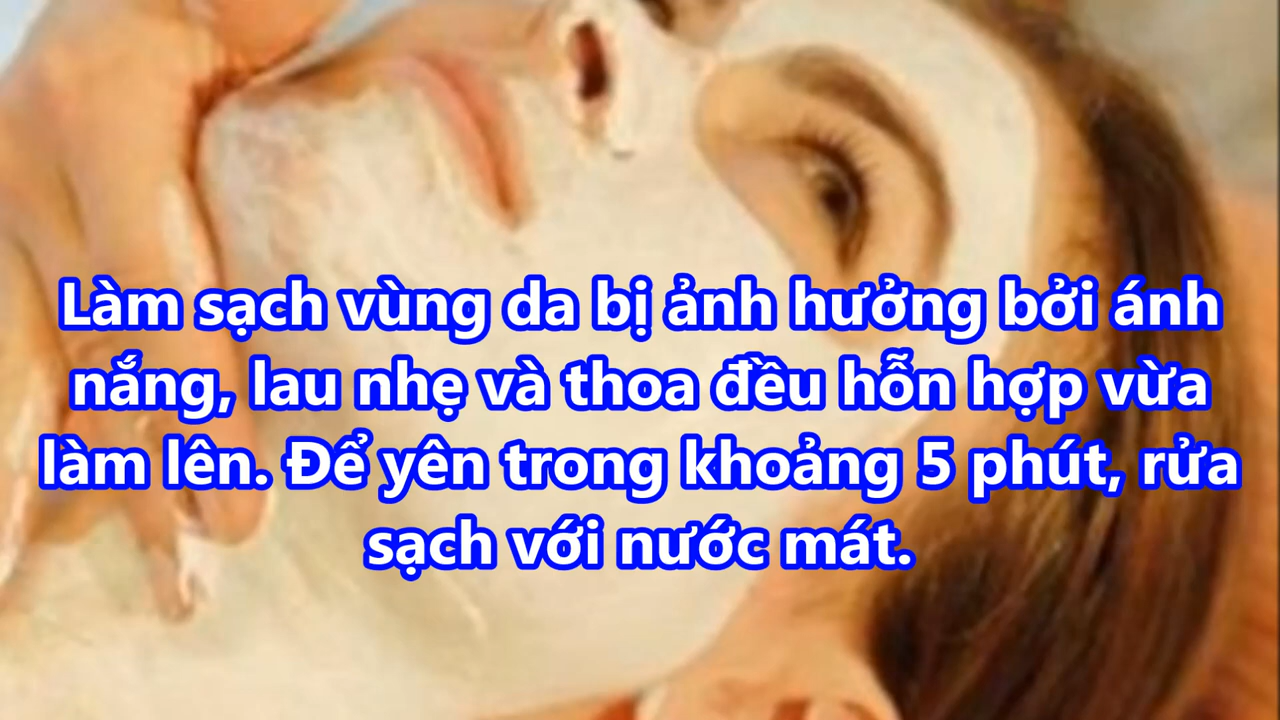 Làm sạch vùng da bị ảnh hưởng bởi ánh
nắng, lau nhẹ và thoa đều hỗn hợp vừa
làm lên. Để yên trong khoảng 5 phút, rửa
sạch với nước mát.